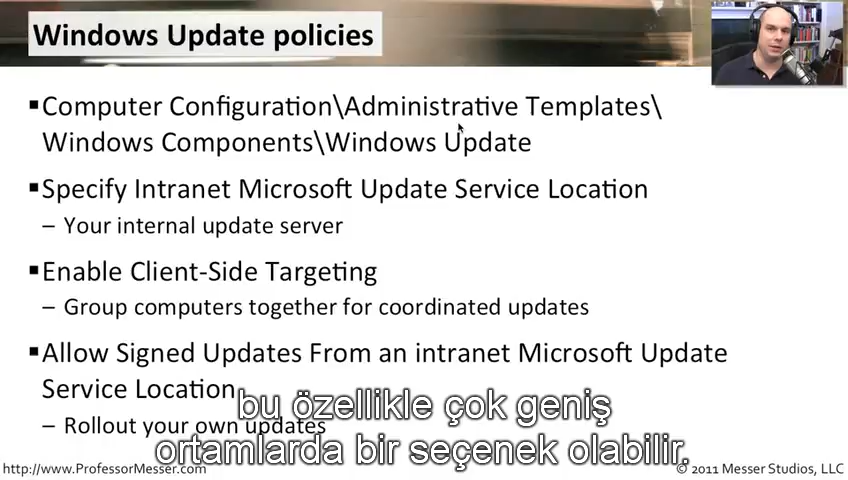 Windows Update policies
▪Computer Configuration\Administrative Templates\
Windows Components\Windows Update
▪Specify Intranet Microsoft Update Service Location
– Your internal update server
▪Enable Client-Side Targeting
– Group computers together for coordinated updates
▪Allow Signed Updates From an intranet Microsoft Update
Service Location
– Rollout your own updates
bu özellikle çok geniş
ortamlarda bir seçenek olabilir.
http://www.ProfessorMesser.com
© 2011 Messer Studios, LLC